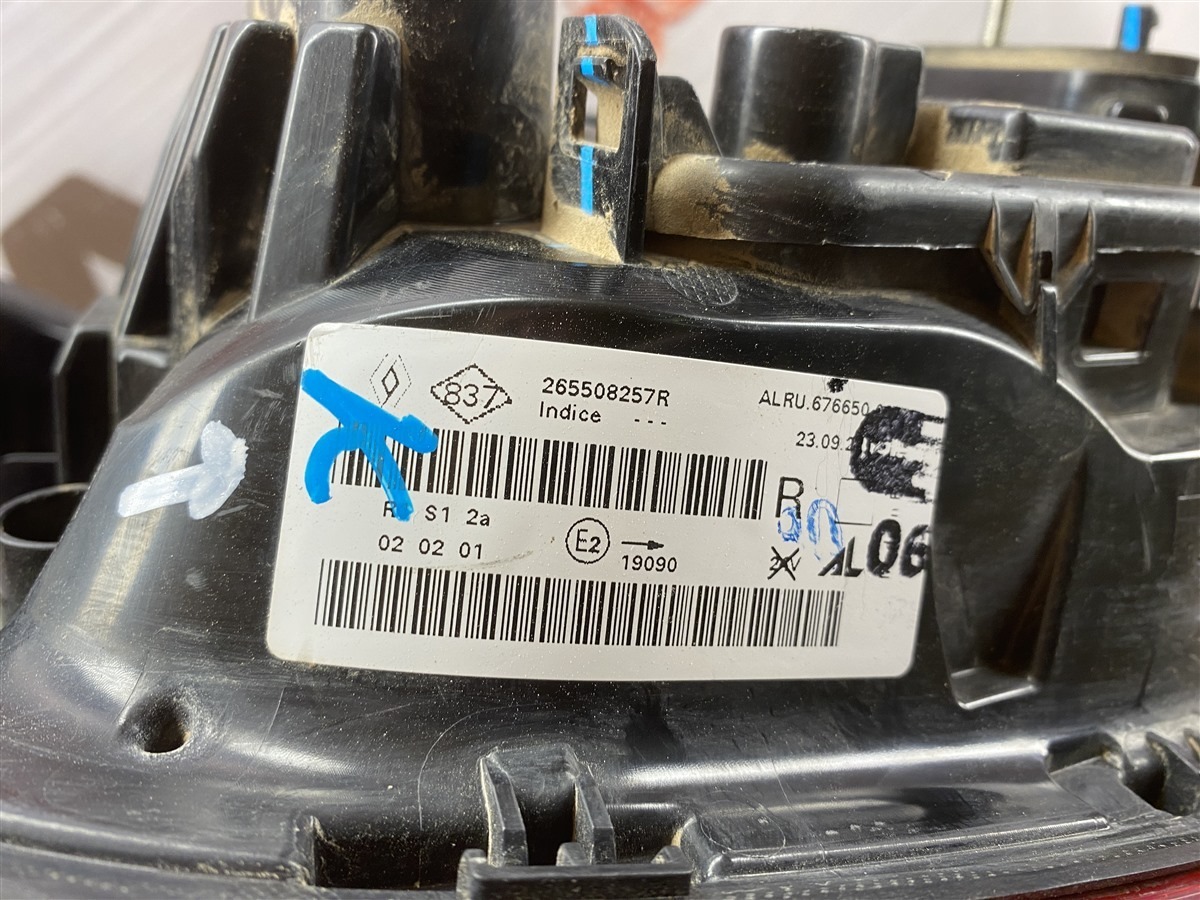 837
265508257R
Indice ---
ALRU.676650
23.09.2
R
S1 2a
02 02 01
E2
19090
AL06